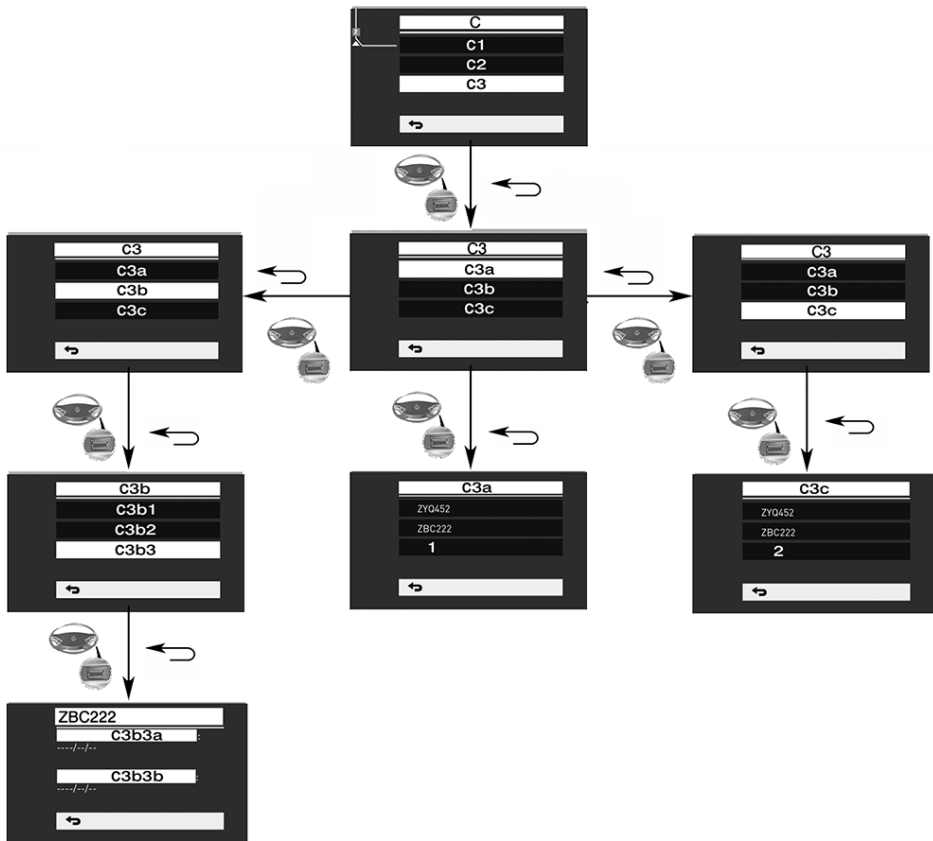 C
C1
C2
C3
C3
C3a
C3b
C3c
C3
C3a
C3b
C3c
C3
C3a
C3b
C3c
C3b
C3b1
C3b2
C3b3
C3a
ZYQ452
ZBC222
1
C3c
ZYQ452
ZBC222
2
ZBC222
C3b3a :
----/--/--
C3b3b :
----/--/--